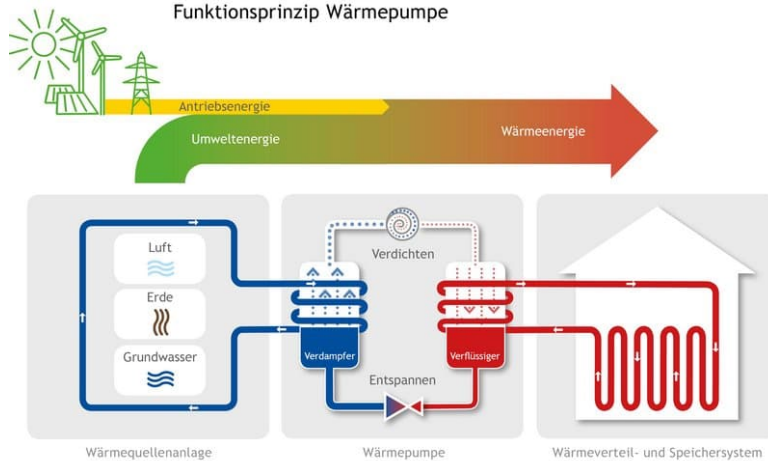 Funktionsprinzip Wärmepumpe
Antriebsenergie
Umweltenergie
Wärmeenergie
Luft
Erde
Grundwasser
Verdichten
Verdampfer
Verflüssiger
Entspannen
Wärmequellenanlage
Wärmepumpe
Wärmeverteil- und Speichersystem